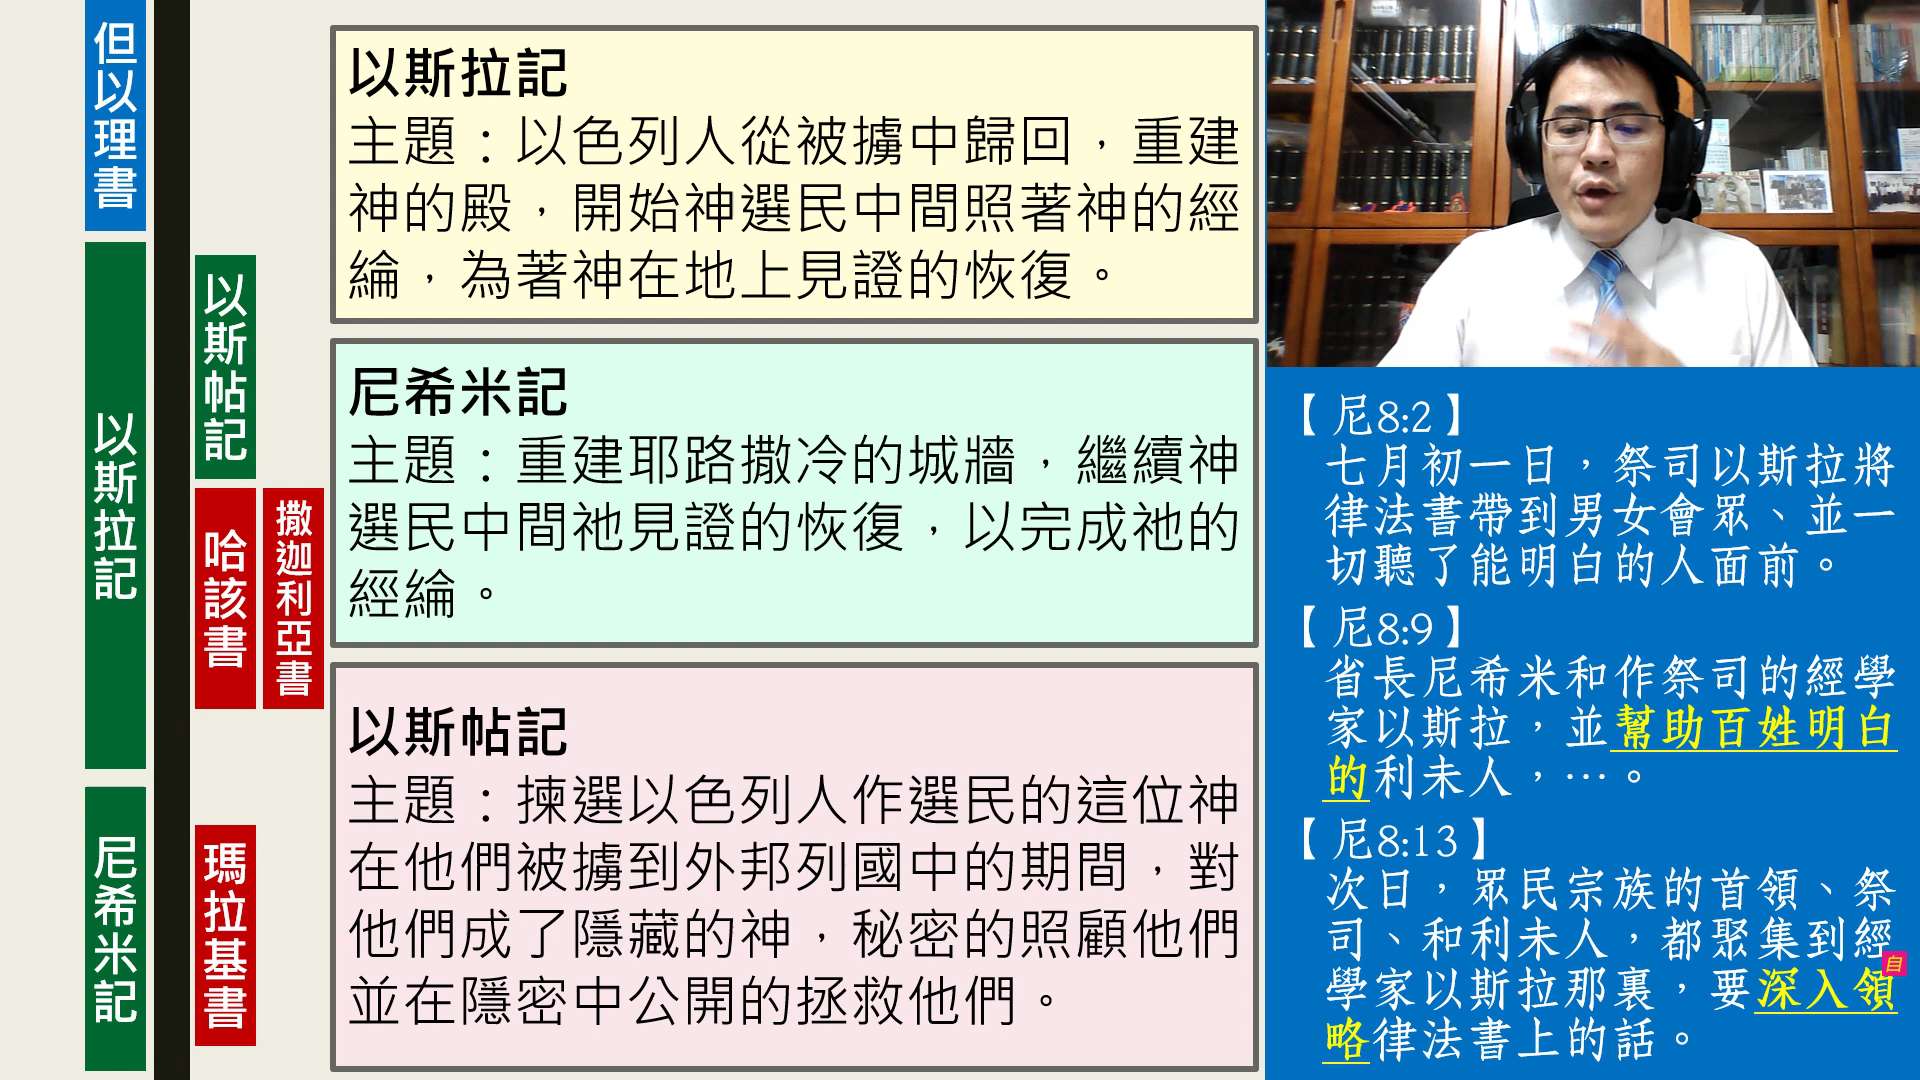 但以理書
以斯拉記
尼希米記
以斯帖記
哈該書
撒迦利亞書
瑪拉基書
以斯拉記
主題：以色列人從被擄中歸回，重建
神的殿，開始神選民中間照著神的經
綸，為著神在地上見證的恢復。
尼希米記
主題：重建耶路撒冷的城牆，繼續神
選民中間祂見證的恢復，以完成祂的
經綸。
以斯帖記
主題：揀選以色列人作選民的這位神
在他們被擄到外邦列國中的期間，對
他們成了隱藏的神，秘密的照顧他們
並在隱密中公開的拯救他們。
【尼8:2】
七月初一日，祭司以斯拉將
律法書帶到男女會眾、並一
切聽了能明白的人面前。
【尼8:9】
省長尼希米和作祭司的經學
家以斯拉，並幫助百姓明白
的利未人，…。
【尼8:13】
次日，眾民宗族的首領、祭
司、和利未人，都聚集到經
學家以斯拉那裏，要深入領
略律法書上的話。
自